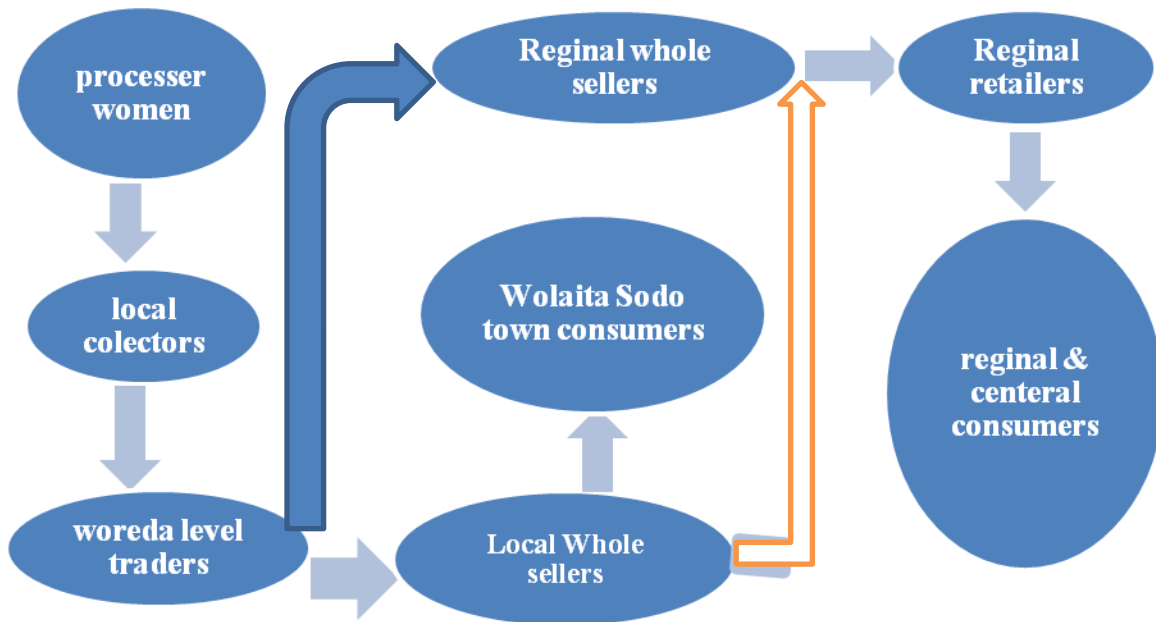 processer
women
local
colectors
woreda level
traders
Reginal whole
sellers
Wolaita Sodo
town consumers
Local Whole
sellers
Reginal
retailers
reginal &
centeral
consumers